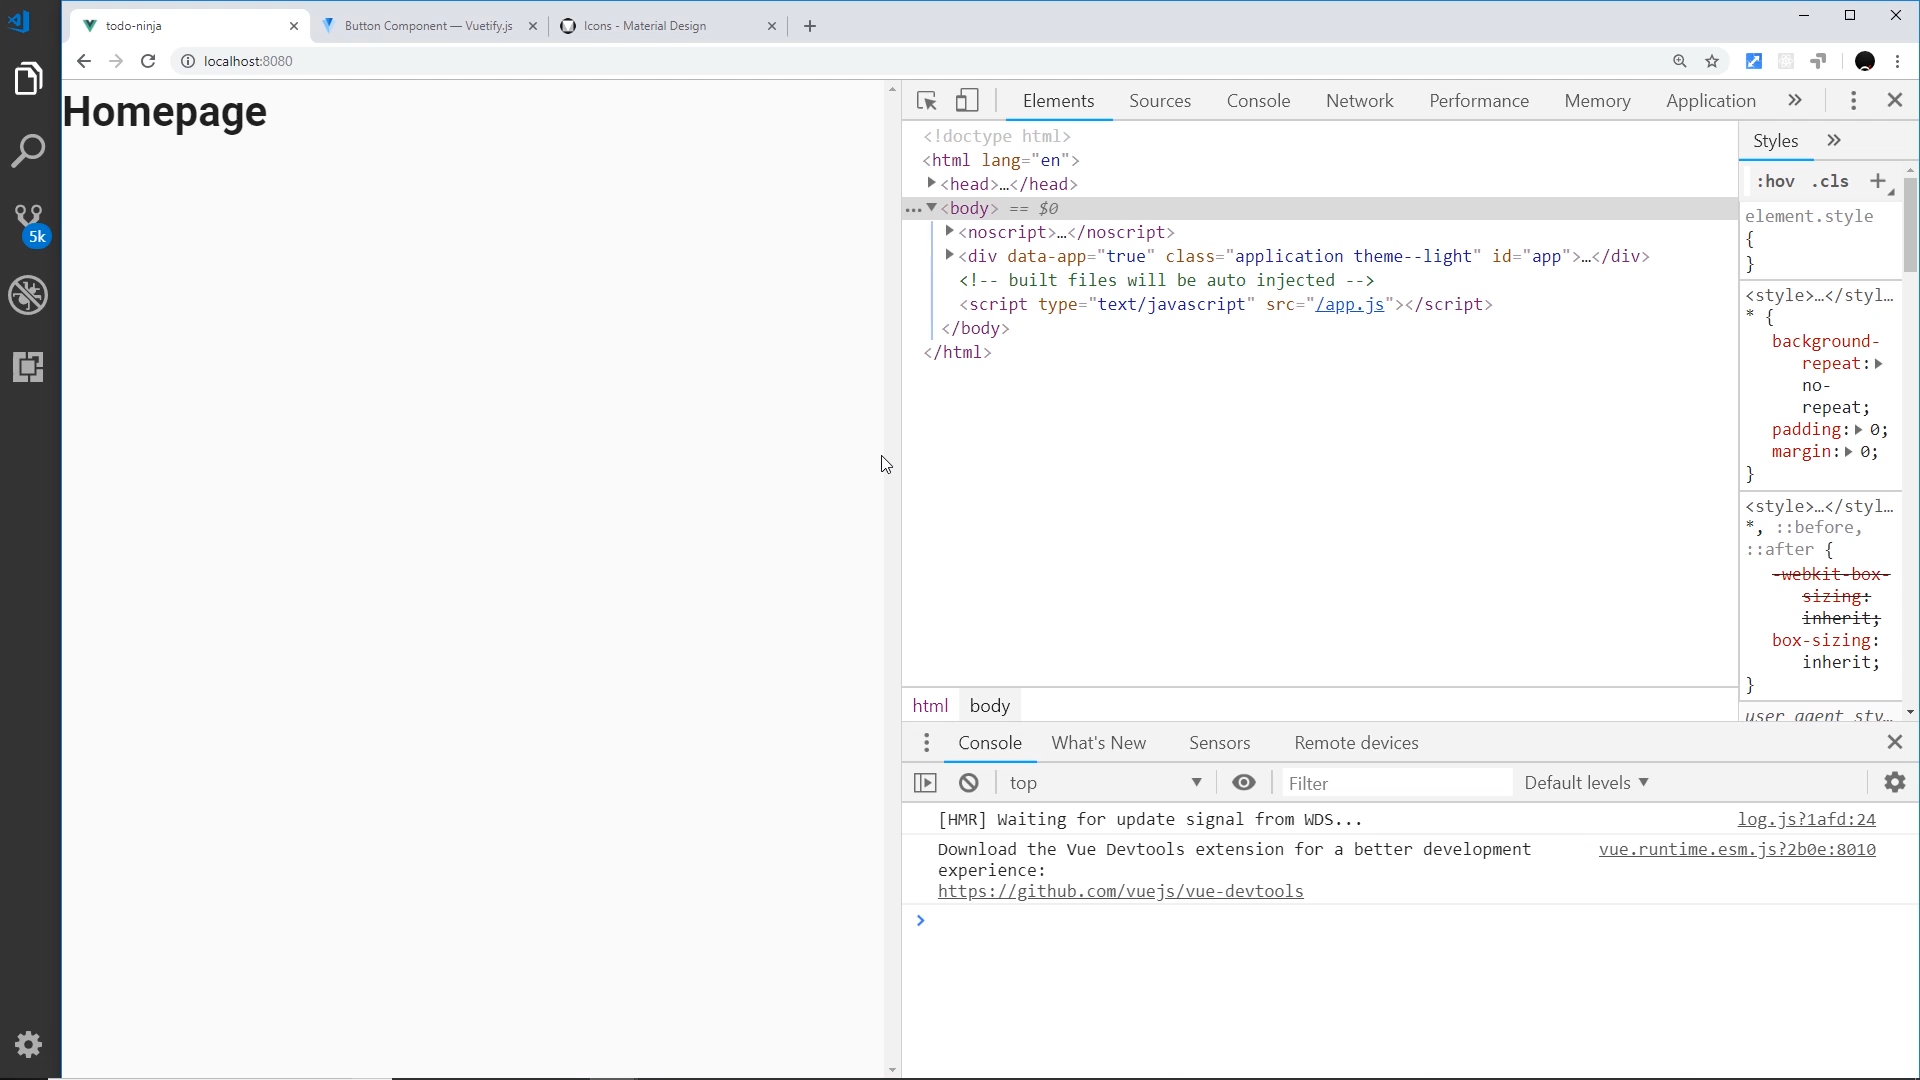 todo-ninja
Button Component — Vuetify.js
Icons - Material Design
localhost:8080
5k
Homepage
Elements Sources Console Network Performance Memory Application
<!doctype html>
<html lang="en">
<head>…</head>
… <body> == $0
<noscript>…</noscript>
<div data-app="true" class="application theme--light" id="app">…</div>
<!-- built files will be auto injected -->
<script type="text/javascript" src="/app.js"></script>
</body>
</html>
Styles
:hov .cls +
element.style
{
}
<style>…</styl…
* {
background-
repeat:
no-
repeat;
padding: 0;
margin: 0;
}
<style>…</styl…
*, ::before,
::after {
-webkit-box-
sizing:
inherit;
box-sizing:
inherit;
}
user agent sty…
html body
Console What's New Sensors Remote devices
top Filter Default levels
[HMR] Waiting for update signal from WDS... log.js?1afd:24
Download the Vue Devtools extension for a better development vue.runtime.esm.js?2b0e:8010
experience:
https://github.com/vuejs/vue-devtools